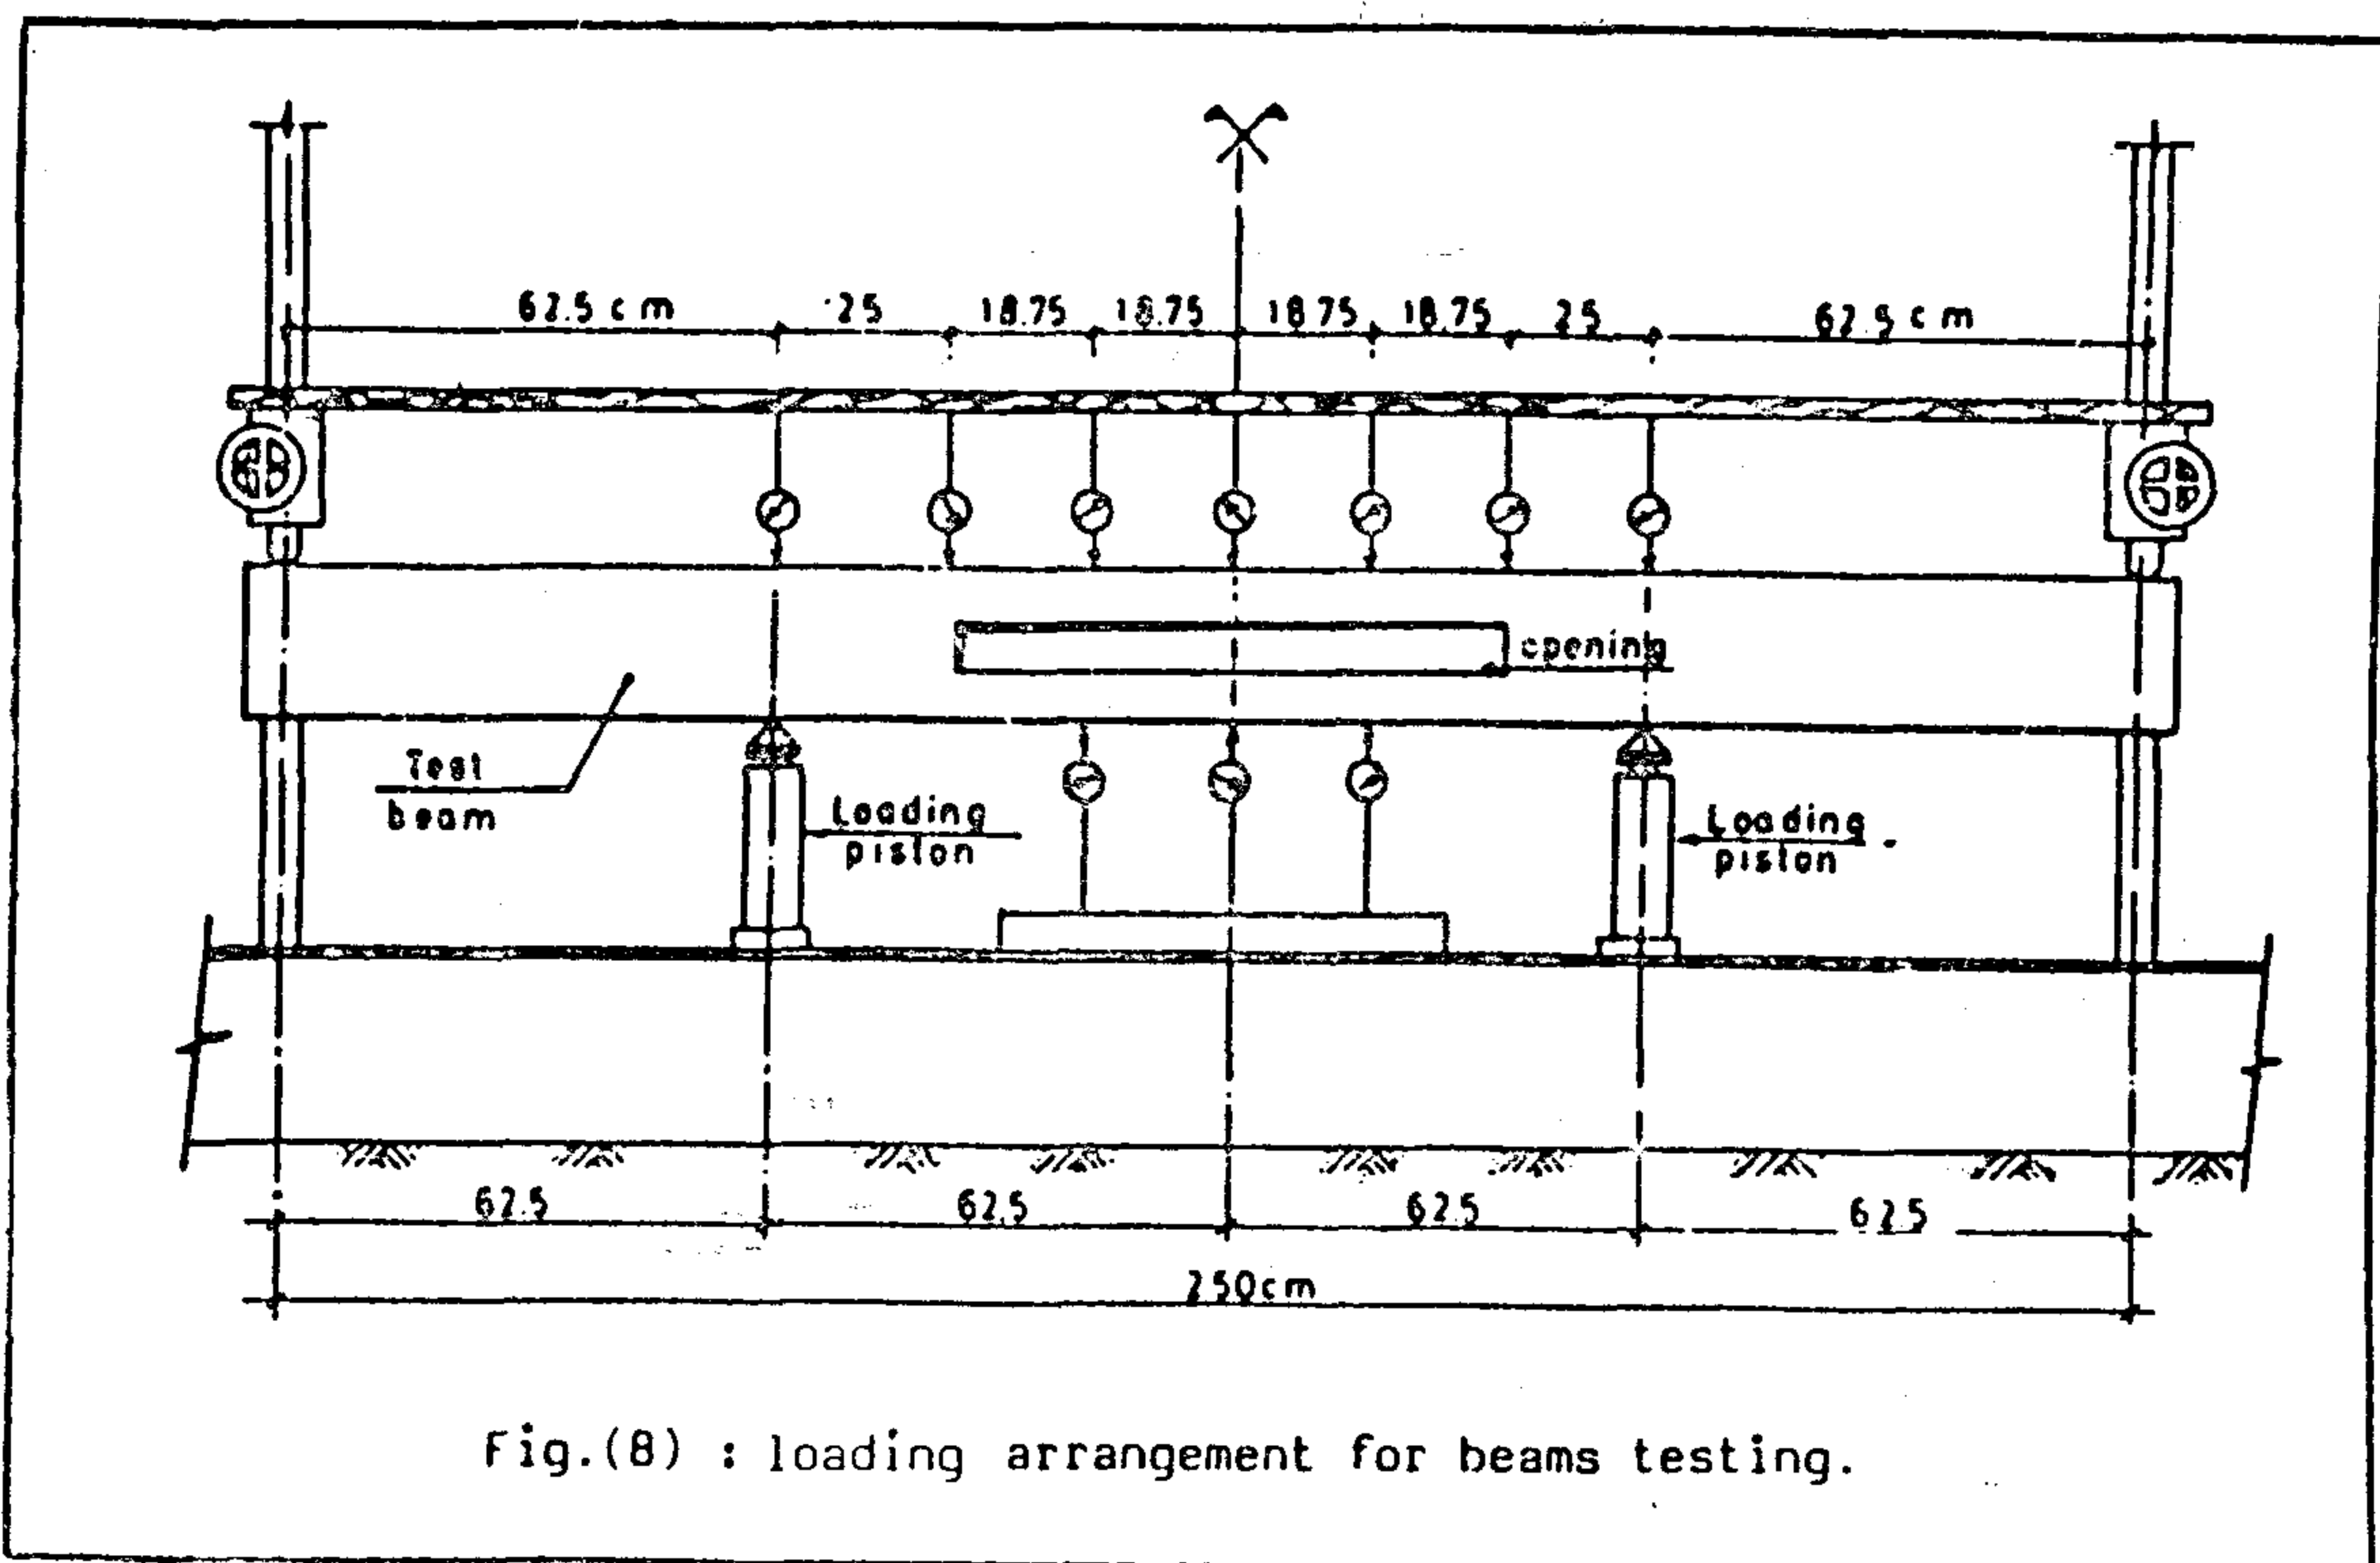 62.5 cm 25 18.75 18.75 18.75 18.75 25 62.5 cm
opening
Test
beam
Loading
piston
Loading
piston
62.5 62.5 62.5 62.5
250cm
Fig.(8) : loading arrangement for beams testing.